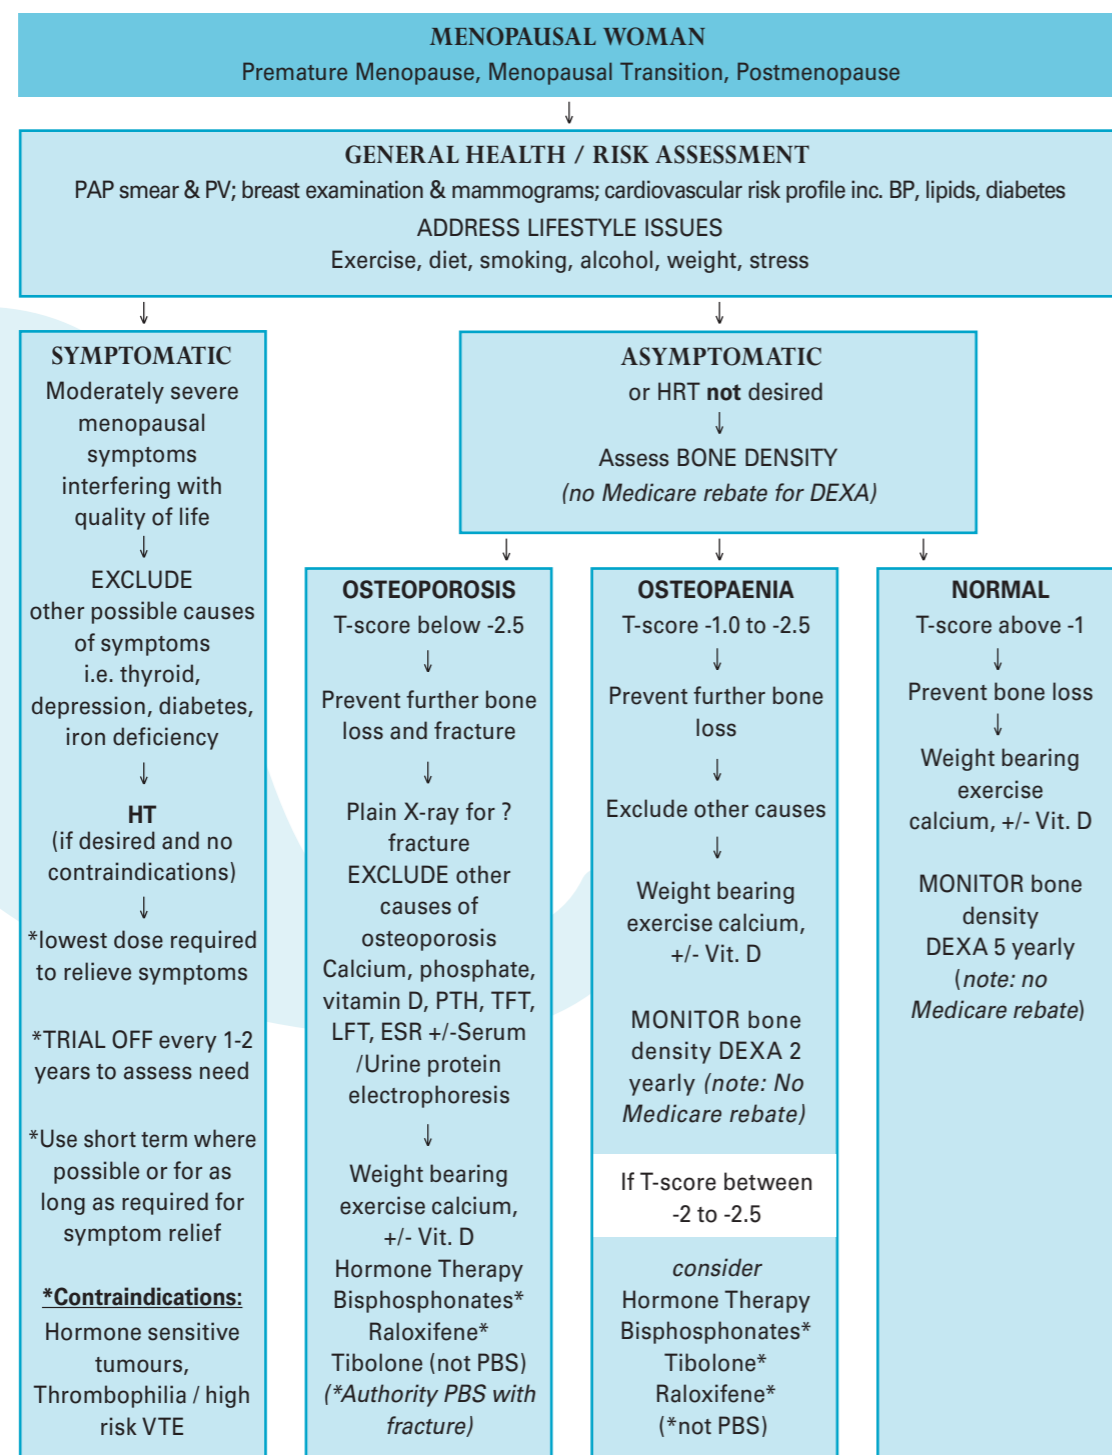 MENOPAUSAL WOMAN
Premature Menopause, Menopausal Transition, Postmenopause
↓
GENERAL HEALTH / RISK ASSESSMENT
PAP smear & PV; breast examination & mammograms; cardiovascular risk profile inc. BP, lipids, diabetes
ADDRESS LIFESTYLE ISSUES
Exercise, diet, smoking, alcohol, weight, stress
↓
SYMPTOMATIC
Moderately severe
menopausal
symptoms
interfering with
quality of life
↓
EXCLUDE
other possible causes
of symptoms
i.e. thyroid,
depression, diabetes,
iron deficiency
↓
HT
(if desired and no
contraindications)
↓
*lowest dose required
to relieve symptoms
*TRIAL OFF every 1-2
years to assess need
*Use short term where
possible or for as
long as required for
symptom relief
*Contraindications:
Hormone sensitive
tumours,
Thrombophilia / high
risk VTE
↓
ASYMPTOMATIC
or HRT not desired
↓
Assess BONE DENSITY
(no Medicare rebate for DEXA)
↓
OSTEOPOROSIS
T-score below -2.5
↓
Prevent further bone
loss and fracture
↓
Plain X-ray for ?
fracture
EXCLUDE other
causes of
osteoporosis
Calcium, phosphate,
vitamin D, PTH, TFT,
LFT, ESR +/-Serum
/Urine protein
electrophoresis
↓
Weight bearing
exercise calcium,
+/- Vit. D
Hormone Therapy
Bisphosphonates*
Raloxifene*
Tibolone (not PBS)
(*Authority PBS with
fracture)
↓
OSTEOPAENIA
T-score -1.0 to -2.5
↓
Prevent further bone
loss
↓
Exclude other causes
↓
Weight bearing
exercise calcium,
+/- Vit. D
MONITOR bone
density DEXA 2
yearly (note: No
Medicare rebate)
If T-score between
-2 to -2.5
consider
Hormone Therapy
Bisphosphonates*
Tibolone*
Raloxifene*
(*not PBS)
↓
NORMAL
T-score above -1
↓
Prevent bone loss
↓
Weight bearing
exercise
calcium, +/- Vit. D
MONITOR bone
density
DEXA 5 yearly
(note: no
Medicare rebate)